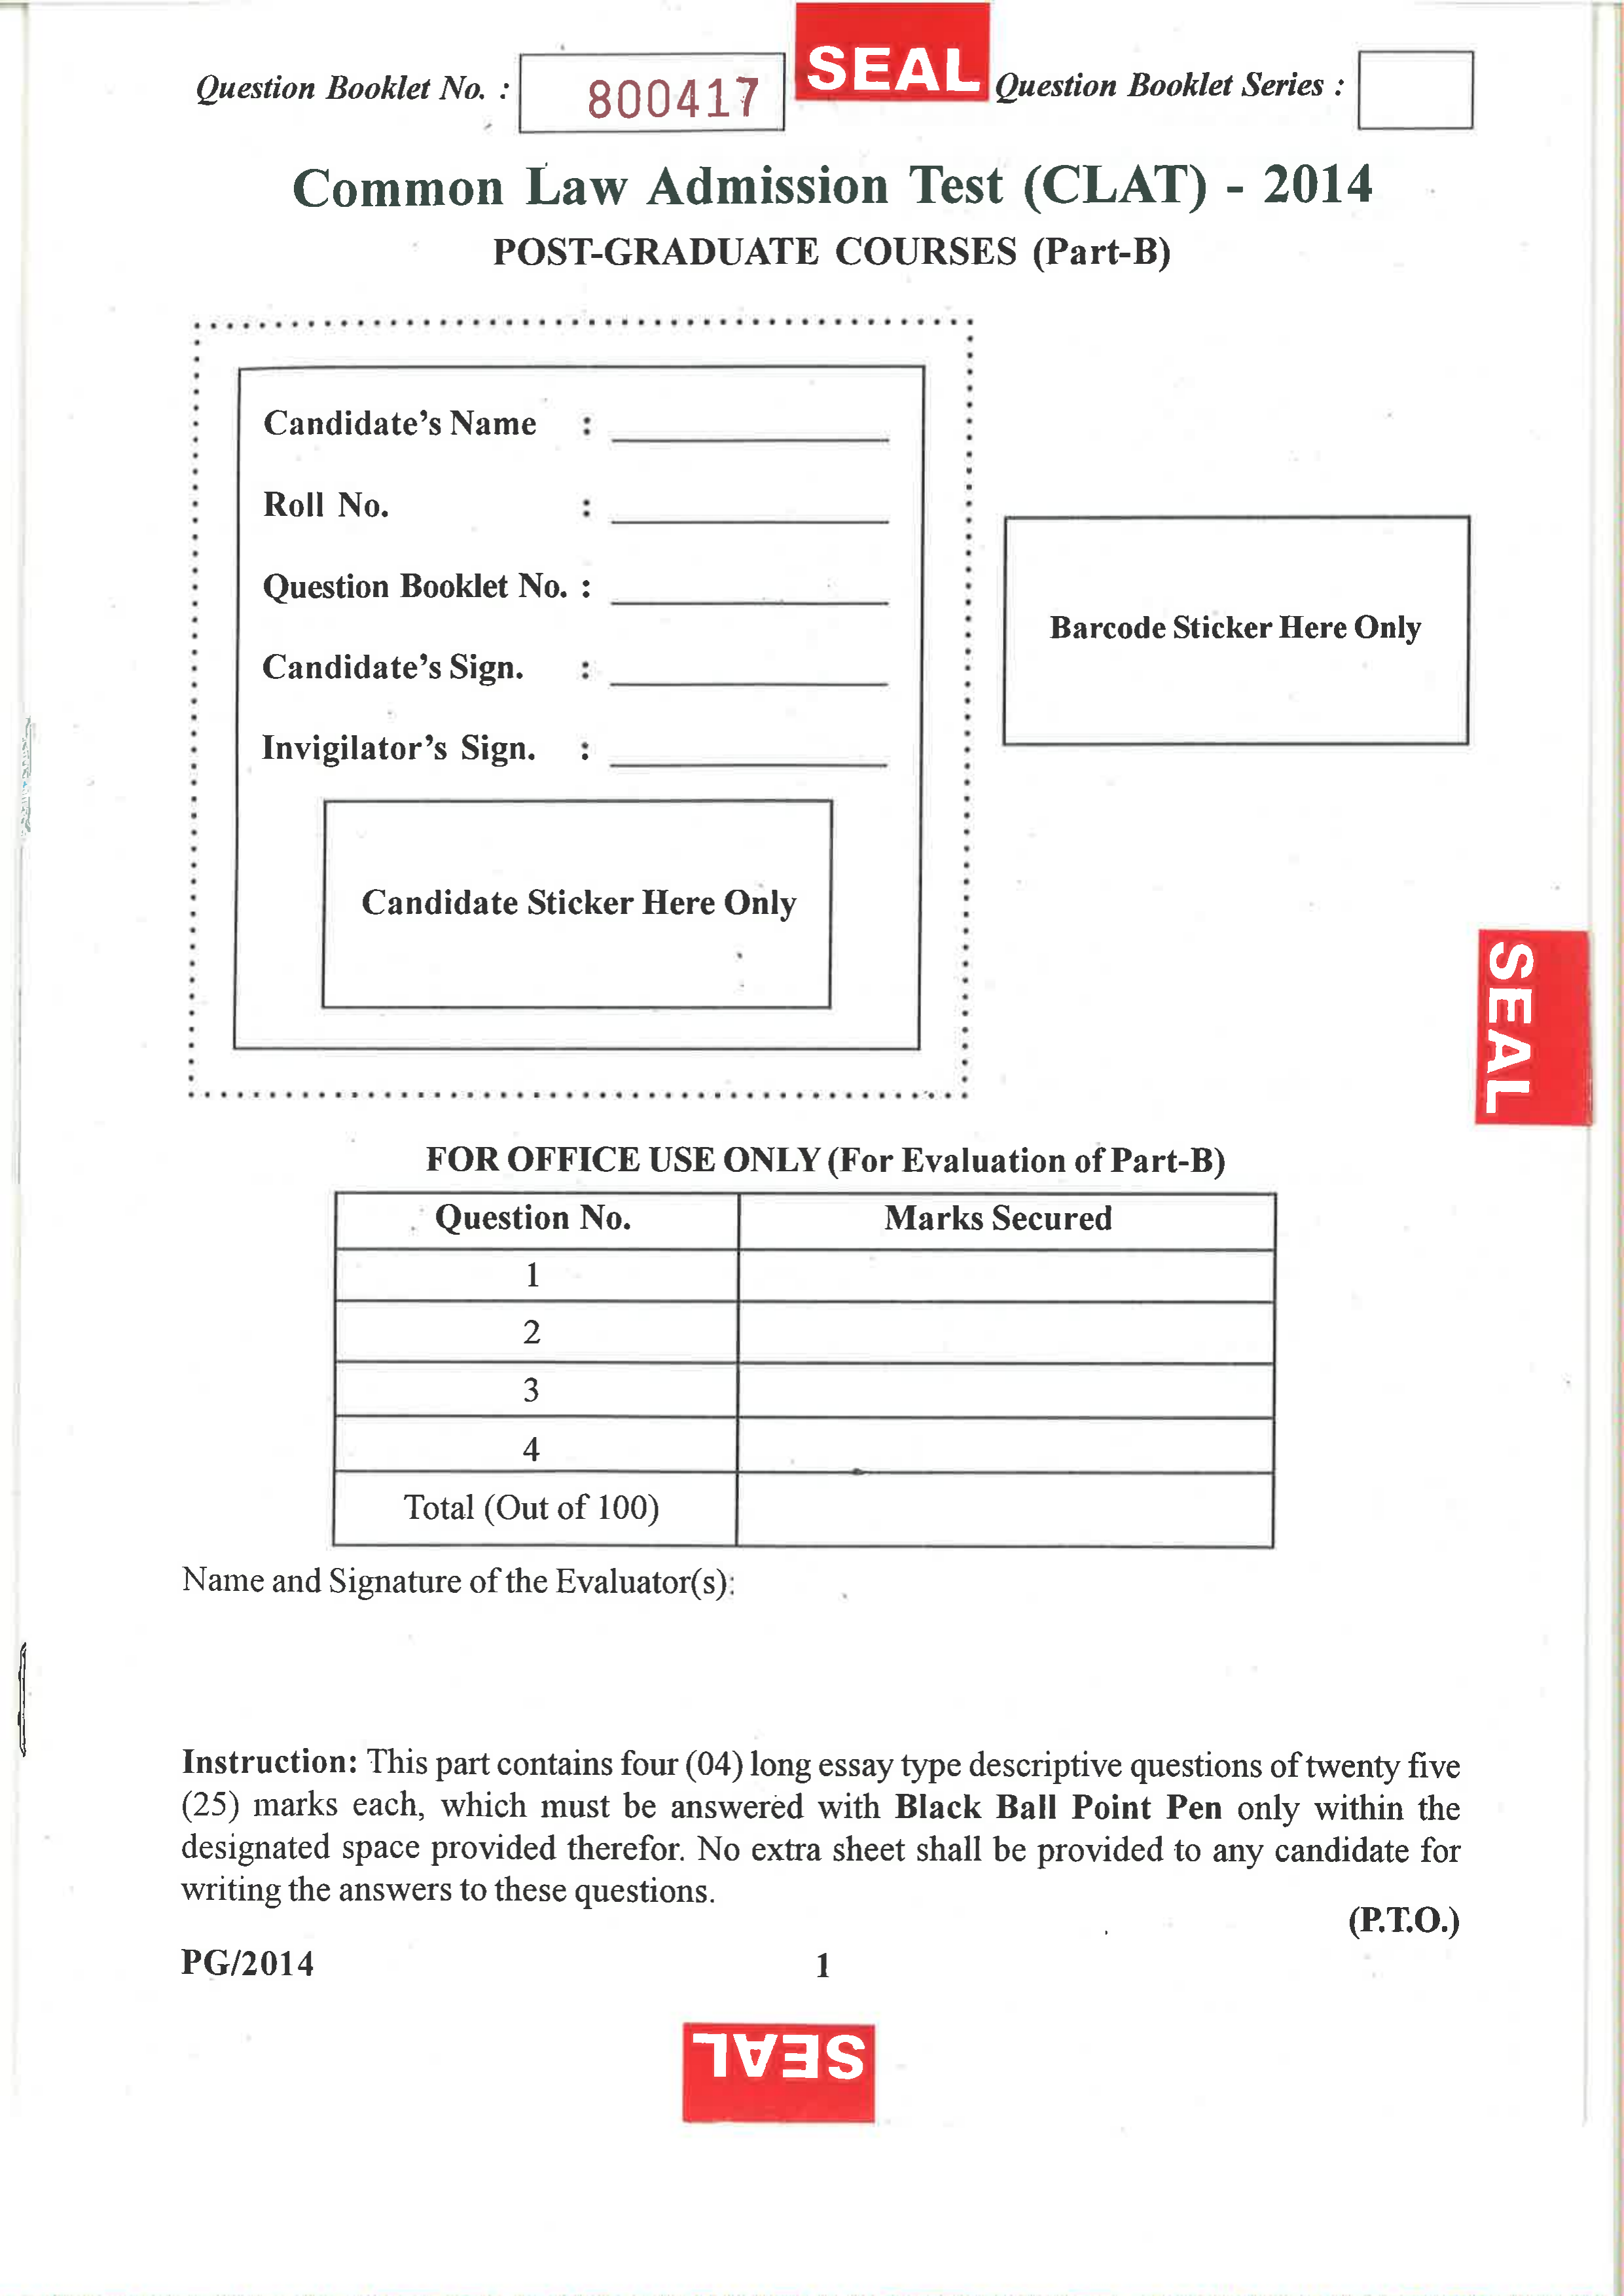 SEAL
Question Booklet No. : 800417
Question Booklet Series :
Common Law Admission Test (CLAT) - 2014
POST-GRADUATE COURSES (Part-B)
Candidate's Name :
Roll No. :
Question Booklet No. :
Candidate's Sign. :
Invigilator's Sign. :
Candidate Sticker Here Only
Barcode Sticker Here Only
SEAL
FOR OFFICE USE ONLY (For Evaluation of Part-B)
Question No. Marks Secured
1
2
3
4
Total (Out of 100)
Name and Signature of the Evaluator(s):
Instruction: This part contains four (04) long essay type descriptive questions of twenty five
(25) marks each, which must be answered with Black Ball Point Pen only within the
designated space provided therefor. No extra sheet shall be provided to any candidate for
writing the answers to these questions.
(P.T.O.)
PG/2014 1
SEAL